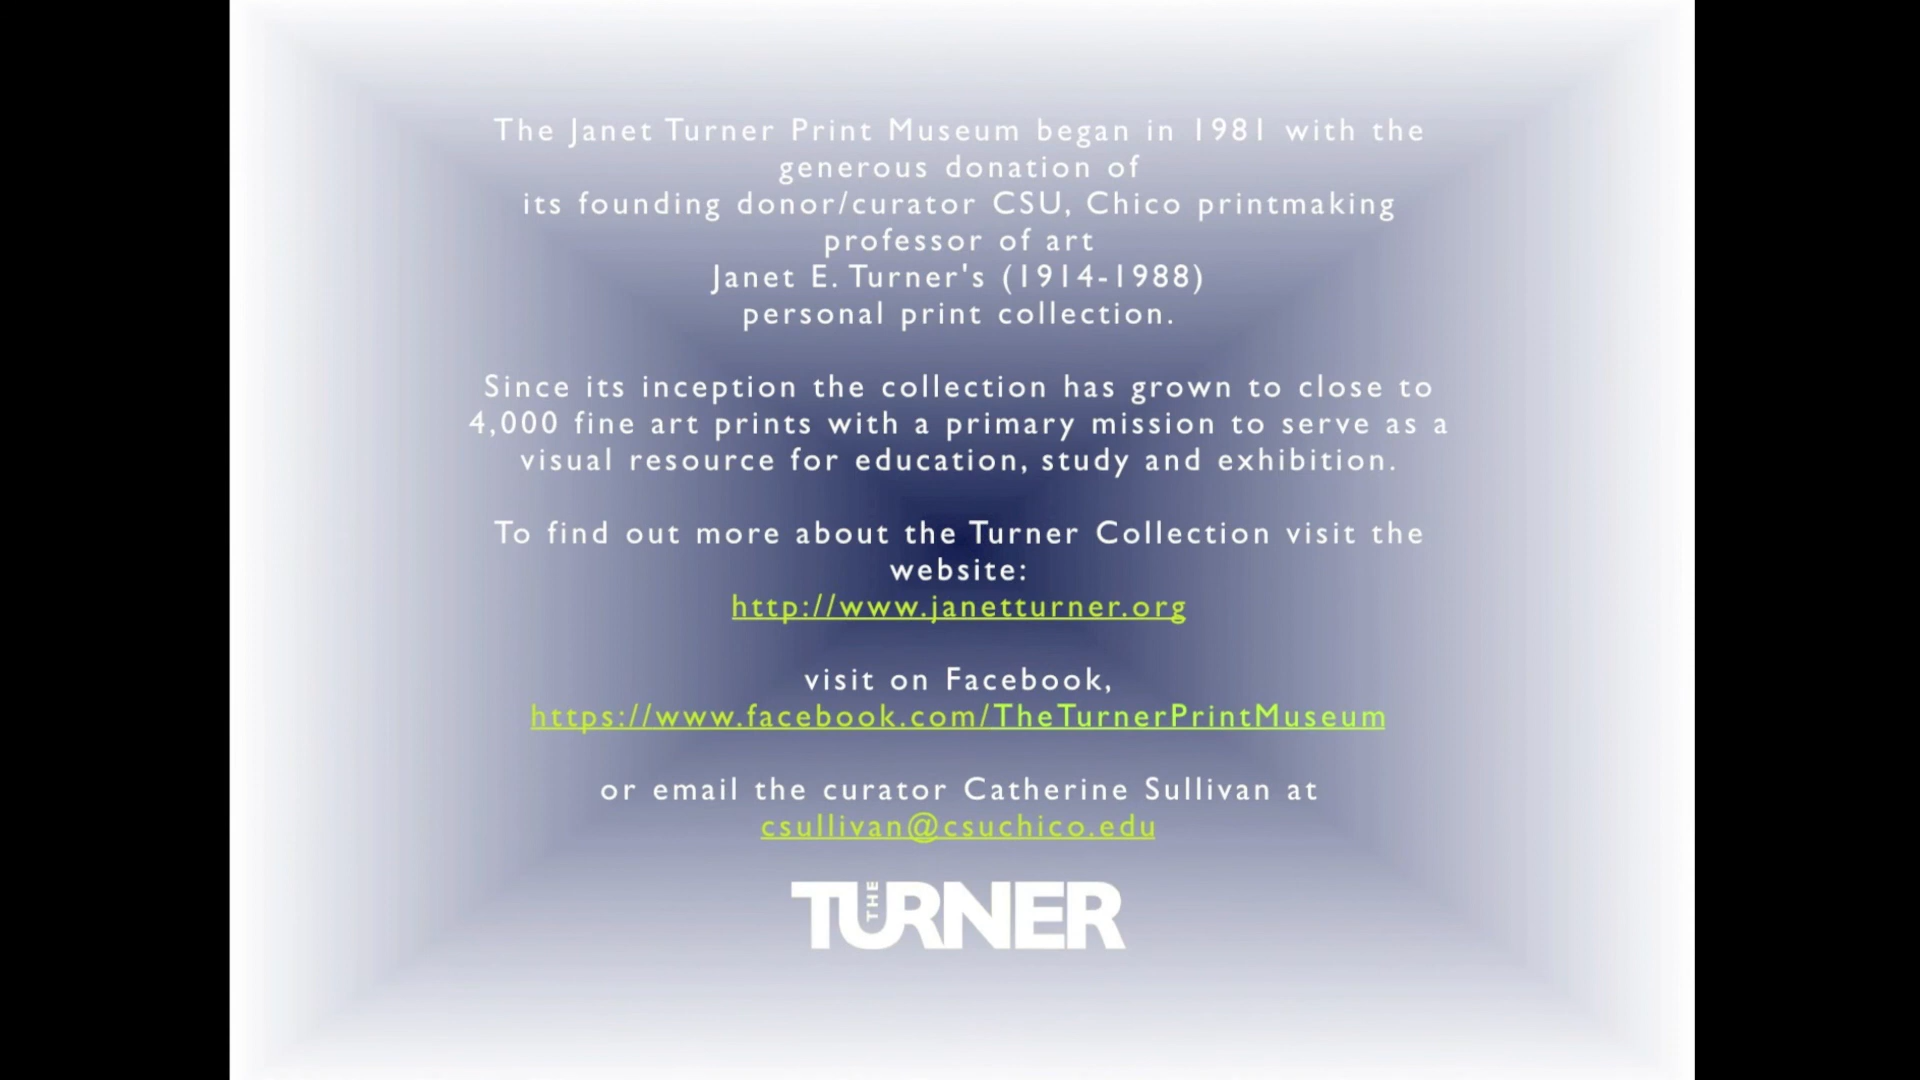 The Janet Turner Print Museum began in 1981 with the
generous donation of
its founding donor/curator CSU, Chico printmaking
professor of art
Janet E. Turner's (1914-1988)
personal print collection.
Since its inception the collection has grown to close to
4,000 fine art prints with a primary mission to serve as a
visual resource for education, study and exhibition.
To find out more about the Turner Collection visit the
website:
http://www.janetturner.org
visit on Facebook,
https://www.facebook.com/TheTurnerPrintMuseum
or email the curator Catherine Sullivan at
csullivan@csuchico.edu
THE TURNER